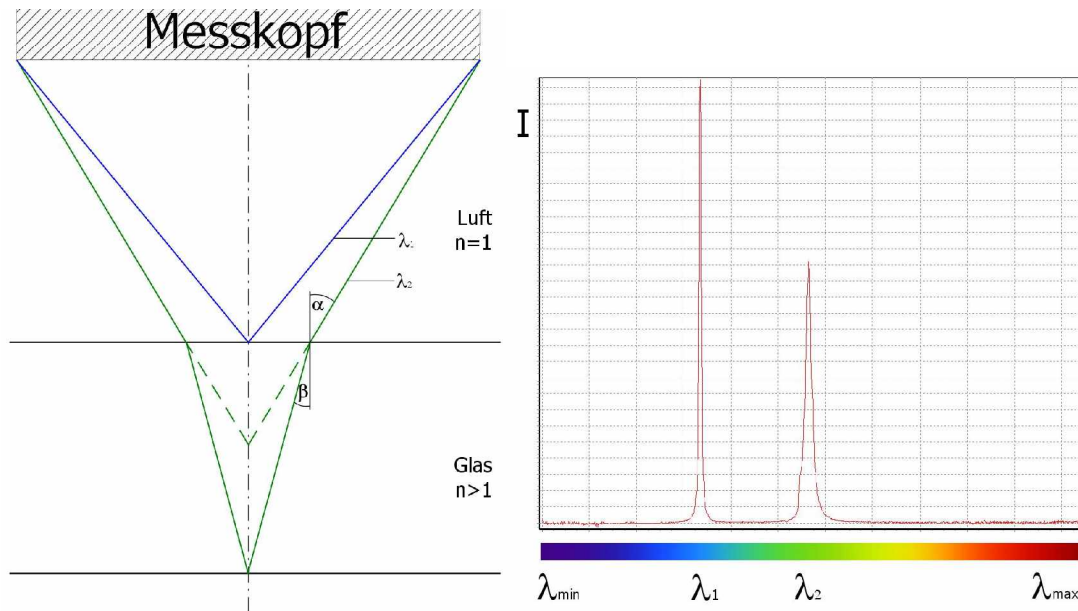 Messkopf
Luft
n=1
λ₁
λ₂
α
β
Glas
n>1
I
λmin
λ₁
λ₂
λmax